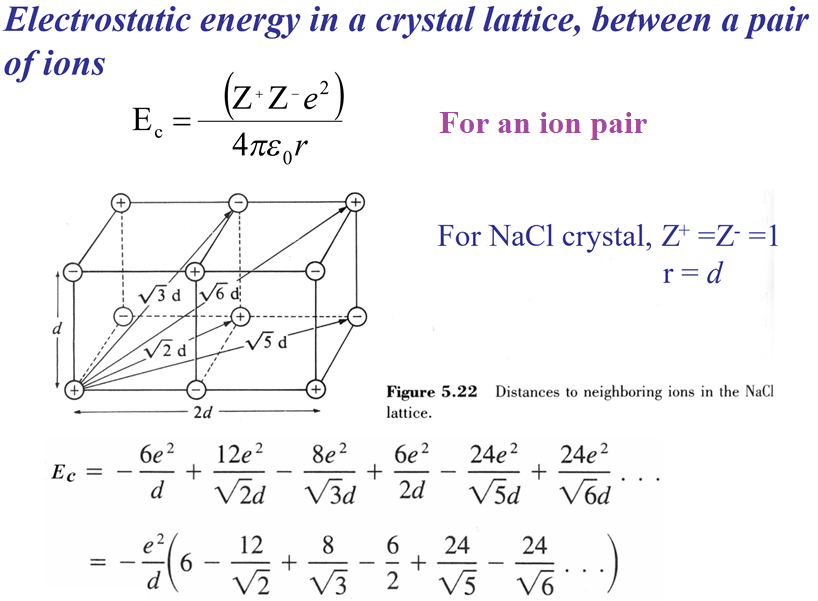 Electrostatic energy in a crystal lattice, between a pair
of ions
E_c = (Z⁺Z⁻e²) / 4πε₀r
For an ion pair
For NaCl crystal, Z⁺ =Z⁻ =1
r = d
+ − +
− + −
√3 d √6 d
− + −
d
√2 d √5 d
+ − +
2d
Figure 5.22 Distances to neighboring ions in the NaCl
lattice.
E_C = − 6e²/d + 12e²/√2d − 8e²/√3d + 6e²/2d − 24e²/√5d + 24e²/√6d · · ·
= − e²/d ( 6 − 12/√2 + 8/√3 − 6/2 + 24/√5 − 24/√6 · · · )